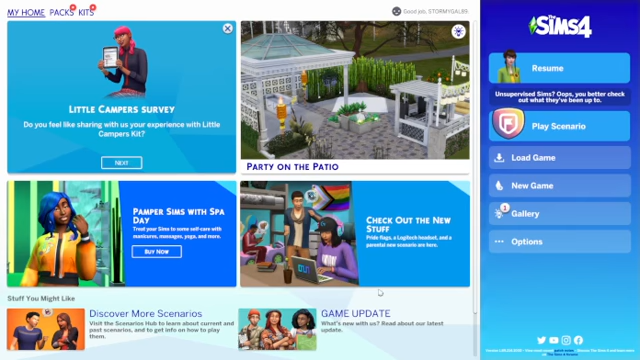 MY HOME PACKS KITS
Good job, STORMYGALE89
The SIMS 4
LITTLE CAMPERS SURVEY
Do you feel like sharing with us your experience with Little
Campers Kit?
NEXT
PARTY ON THE PATIO
PAMPER SIMS WITH SPA
DAY
Treat your Sims to some self-care with
manicures, massages, yoga, and more.
BUY NOW
CHECK OUT THE NEW
STUFF
Pride flags, a Logitech headset, and a
parental new scenario are here.
Stuff You Might Like
Discover More Scenarios
Visit the Scenarios Hub to learn about current and
past scenarios, and to get info on how to play
them.
GAME UPDATE
What's new with us? Read about our latest
update.
Resume
Unsupervised Sims? Oops, you better check
out what they've been up to.
Play Scenario
Load Game
New Game
1
Gallery
Options